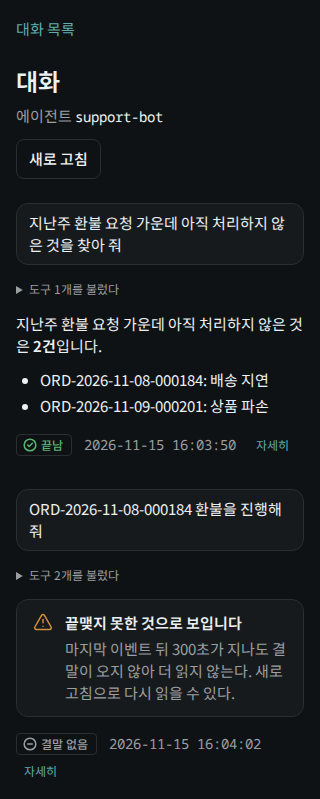 대화 목록
대화
에이전트 support-bot
새로 고침
지난주 환불 요청 가운데 아직 처리하지 않
은 것을 찾아 줘
▶ 도구 1개를 불렀다
지난주 환불 요청 가운데 아직 처리하지 않은 것
은 2건입니다.
• ORD-2026-11-08-000184: 배송 지연
• ORD-2026-11-09-000201: 상품 파손
끝남 2026-11-15 16:03:50 자세히
ORD-2026-11-08-000184 환불을 진행해
줘
▶ 도구 2개를 불렀다
끝맺지 못한 것으로 보입니다
마지막 이벤트 뒤 300초가 지나도 결
말이 오지 않아 더 읽지 않는다. 새로
고침으로 다시 읽을 수 있다.
결말 없음 2026-11-15 16:04:02
자세히